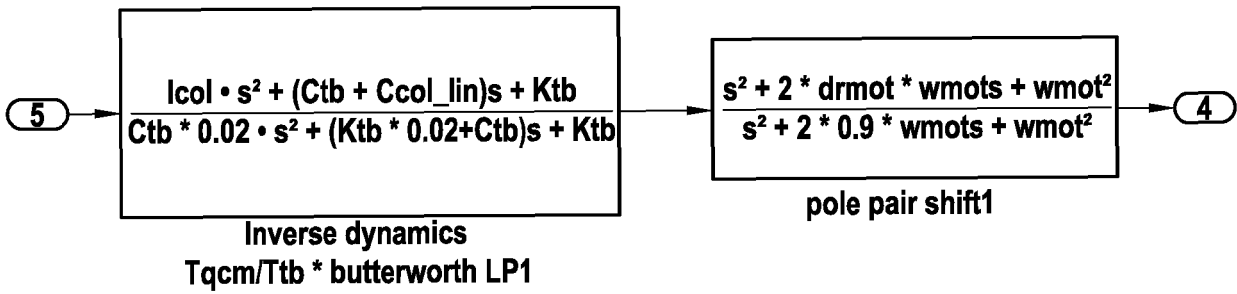 5
Icol • s² + (Ctb + Ccol_lin)s + Ktb
Ctb * 0.02 • s² + (Ktb * 0.02+Ctb)s + Ktb
Inverse dynamics
Tqcm/Ttb * butterworth LP1
s² + 2 * drmot * wmots + wmot²
s² + 2 * 0.9 * wmots + wmot²
pole pair shift1
4